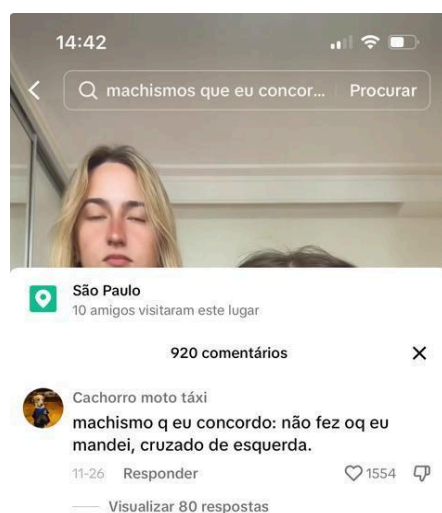 14:42
machismos que eu concor... Procurar
São Paulo
10 amigos visitaram este lugar
920 comentários
Cachorro moto táxi
machismo q eu concordo: não fez oq eu
mandei, cruzado de esquerda.
11-26 Responder 1554
Visualizar 80 respostas